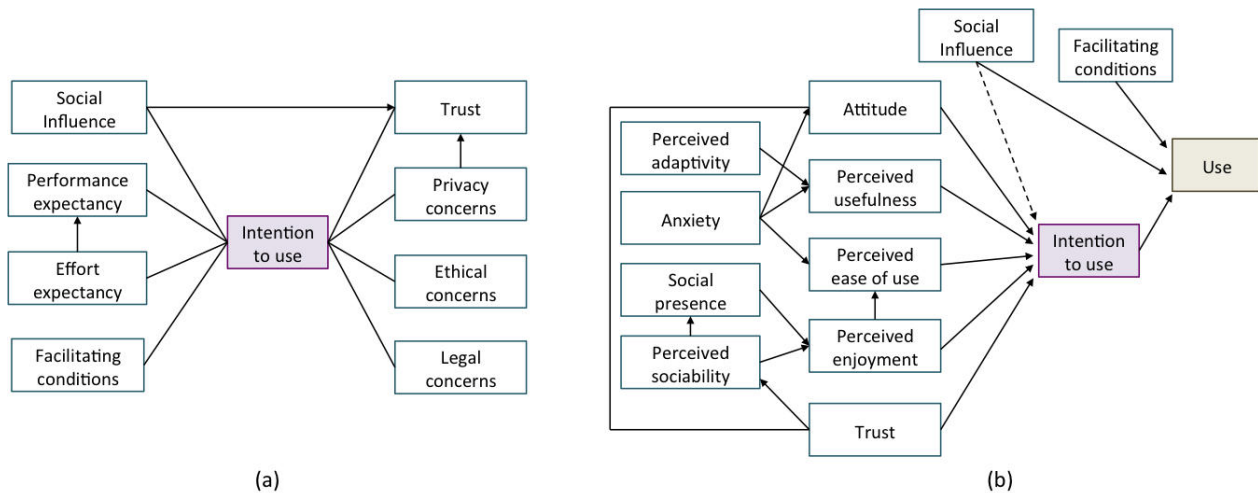 Social
Influence
Performance
expectancy
Effort
expectancy
Facilitating
conditions
Intention
to use
Trust
Privacy
concerns
Ethical
concerns
Legal
concerns
(a)
Social
Influence
Facilitating
conditions
Attitude
Perceived
adaptivity
Perceived
usefulness
Use
Anxiety
Intention
to use
Perceived
ease of use
Social
presence
Perceived
enjoyment
Perceived
sociability
Trust
(b)